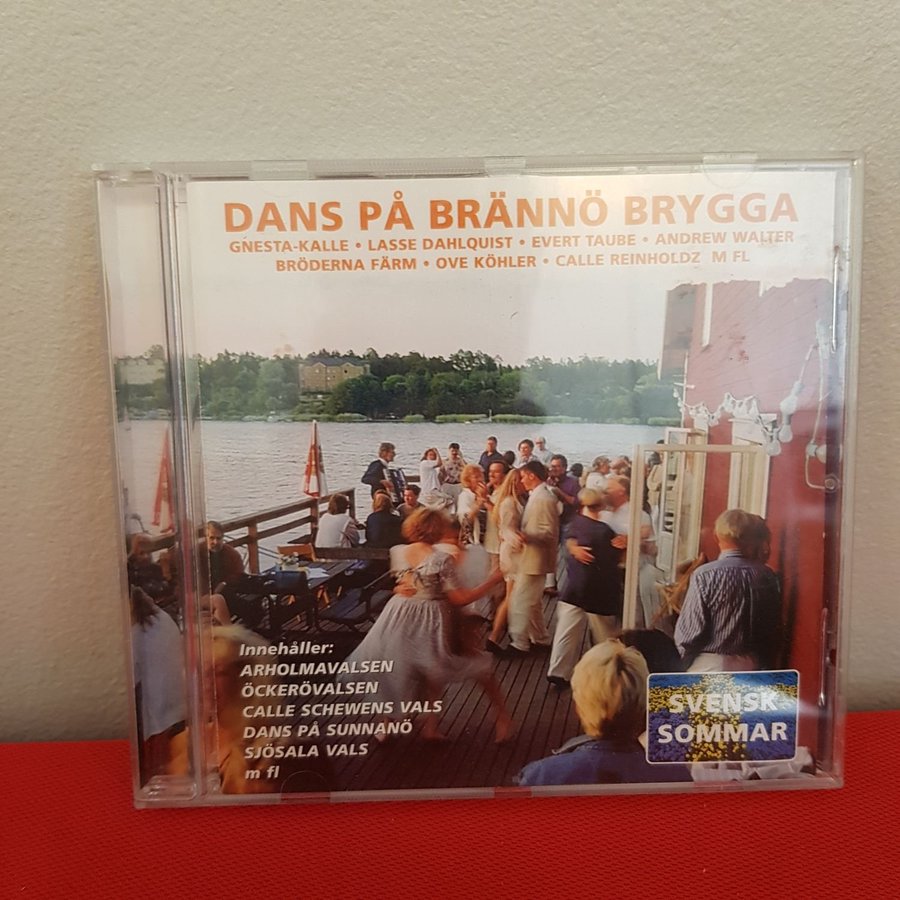 DANS PÅ BRÄNNÖ BRYGGA
GNESTA-KALLE • LASSE DAHLQUIST • EVERT TAUBE • ANDREW WALTER
BRÖDERNA FÄRM • OVE KÖHLER • CALLE REINHOLDZ M FL
Innehåller:
ARHOLMAVALSEN
ÖCKERÖVALSEN
CALLE SCHEWENS VALS
DANS PÅ SUNNANÖ
SJÖSALA VALS
m fl
SVENSK
SOMMAR